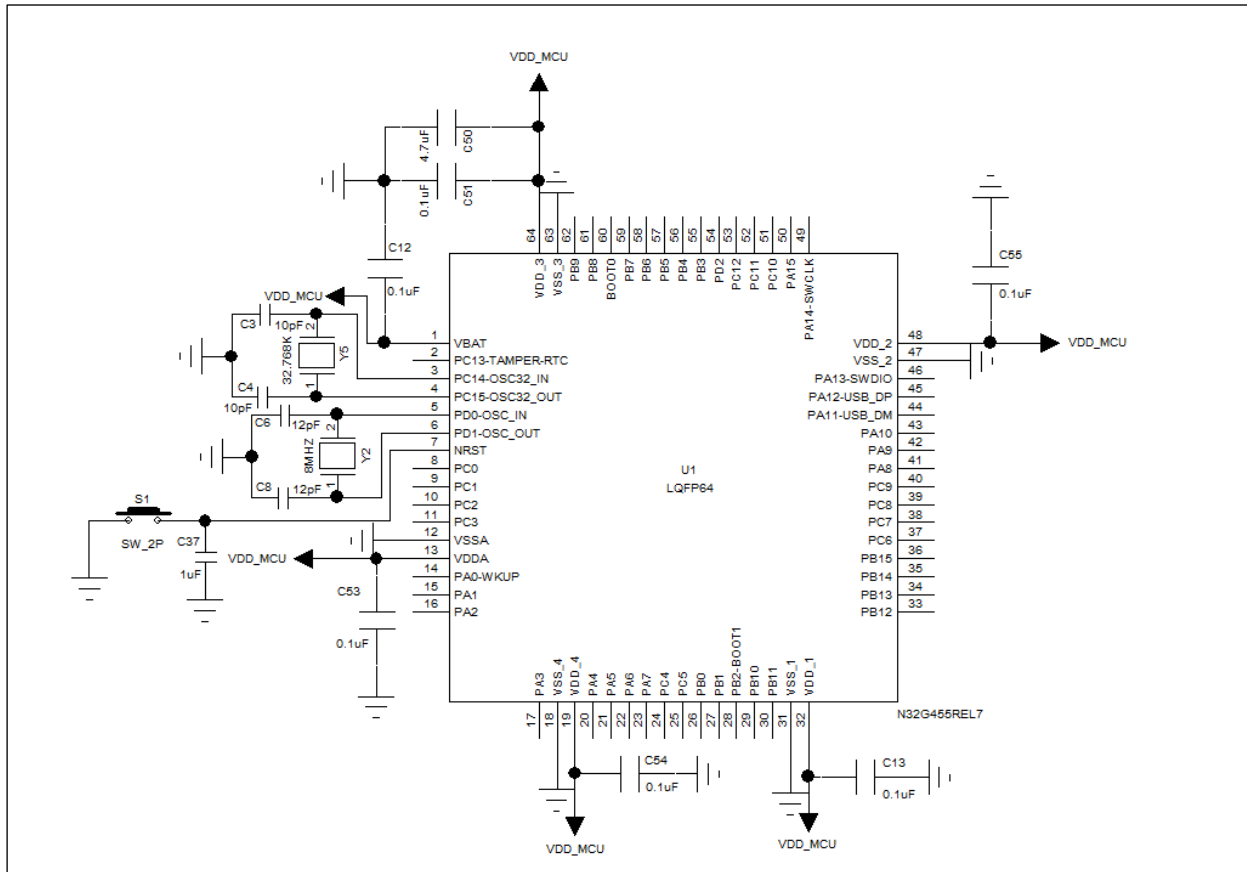 VDD_MCU
4.7uF
C50
0.1uF
C51
C12
0.1uF
C55
0.1uF
VDD_MCU
C3
10pF
2
32.768K
Y5
1
C4
10pF
C6
12pF
2
8MHZ
Y2
1
C8
12pF
S1
SW_2P
C37
1uF
VDD_MCU
C53
0.1uF
64
63
62
61
60
59
58
57
56
55
54
53
52
51
50
49
VDD_3
VSS_3
PB9
PB8
BOOT0
PB7
PB6
PB5
PB4
PB3
PD2
PC12
PC11
PC10
PA15
PA14-SWCLK
1 VBAT
2 PC13-TAMPER-RTC
3 PC14-OSC32_IN
4 PC15-OSC32_OUT
5 PD0-OSC_IN
6 PD1-OSC_OUT
7 NRST
8 PC0
9 PC1
10 PC2
11 PC3
12 VSSA
13 VDDA
14 PA0-WKUP
15 PA1
16 PA2
U1
LQFP64
VDD_2 48
VSS_2 47
PA13-SWDIO 46
PA12-USB_DP 45
PA11-USB_DM 44
PA10 43
PA9 42
PA8 41
PC9 40
PC8 39
PC7 38
PC6 37
PB15 36
PB14 35
PB13 34
PB12 33
VDD_MCU
PA3
VSS_4
VDD_4
PA4
PA5
PA6
PA7
PC4
PC5
PB0
PB1
PB2-BOOT1
PB10
PB11
VSS_1
VDD_1
17
18
19
20
21
22
23
24
25
26
27
28
29
30
31
32
N32G455REL7
C54
0.1uF
C13
0.1uF
VDD_MCU
VDD_MCU